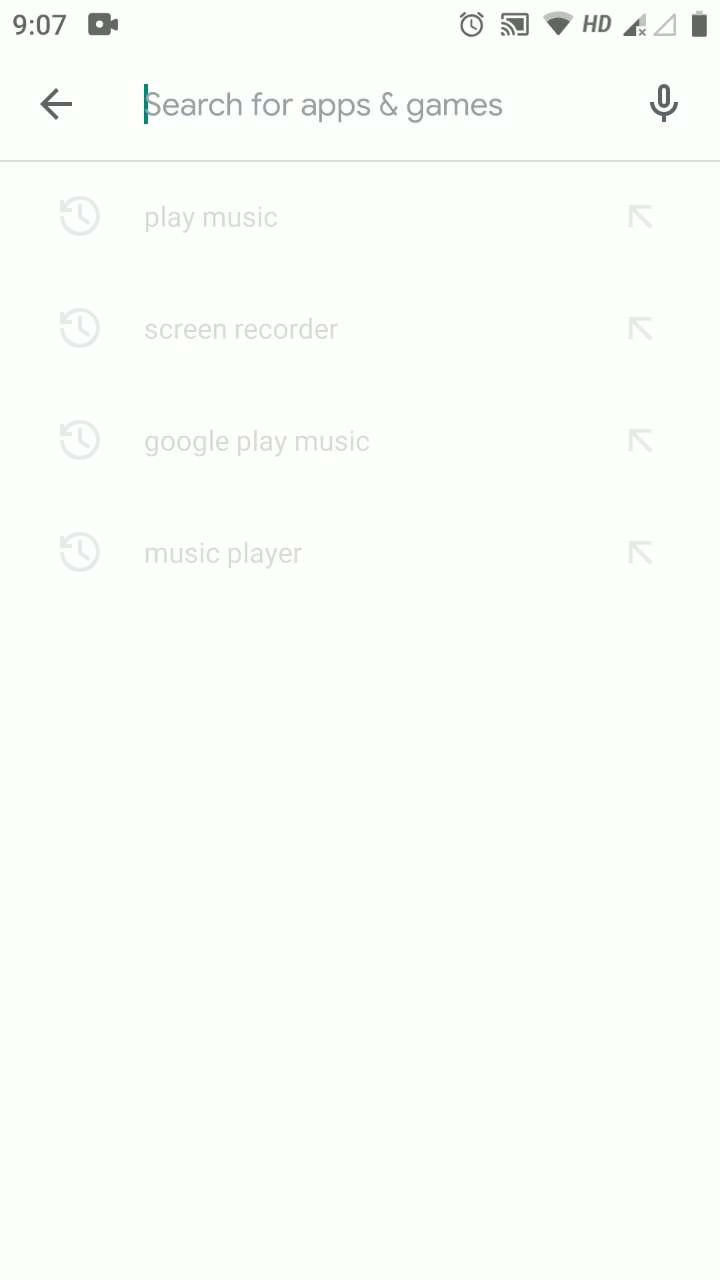 9:07 HD
Search for apps & games
play music
screen recorder
google play music
music player